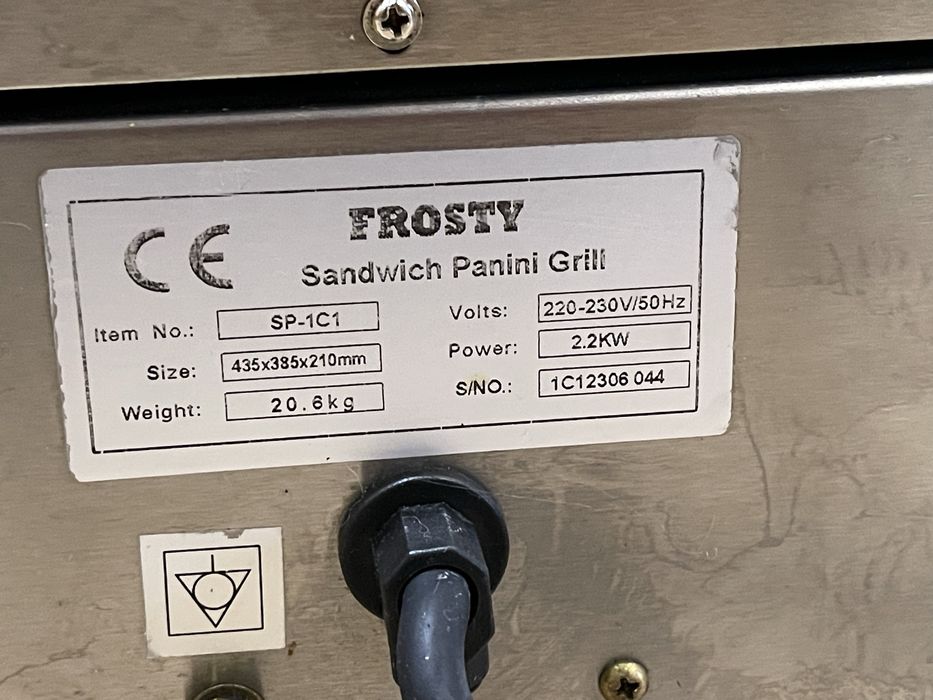 CE
FROSTY
Sandwich Panini Grill
Item No.: SP-1C1
Size: 435x385x210mm
Weight: 20.6kg
Volts: 220-230V/50Hz
Power: 2.2KW
S/NO.: 1C12306 044